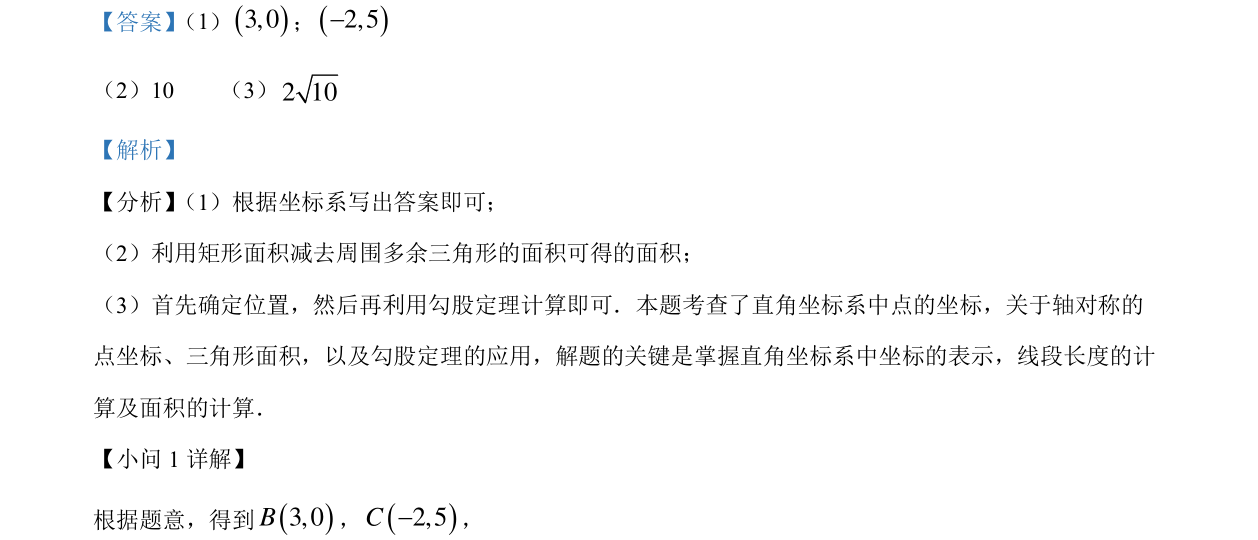 【答案】（1）(3,0)；(−2,5)
（2）10 （3）2√10
【解析】
【分析】（1）根据坐标系写出答案即可；
（2）利用矩形面积减去周围多余三角形的面积可得的面积；
（3）首先确定位置，然后再利用勾股定理计算即可．本题考查了直角坐标系中点的坐标，关于轴对称的
点坐标、三角形面积，以及勾股定理的应用，解题的关键是掌握直角坐标系中坐标的表示，线段长度的计
算及面积的计算．
【小问 1 详解】
根据题意，得到 B(3,0)，C(−2,5)，